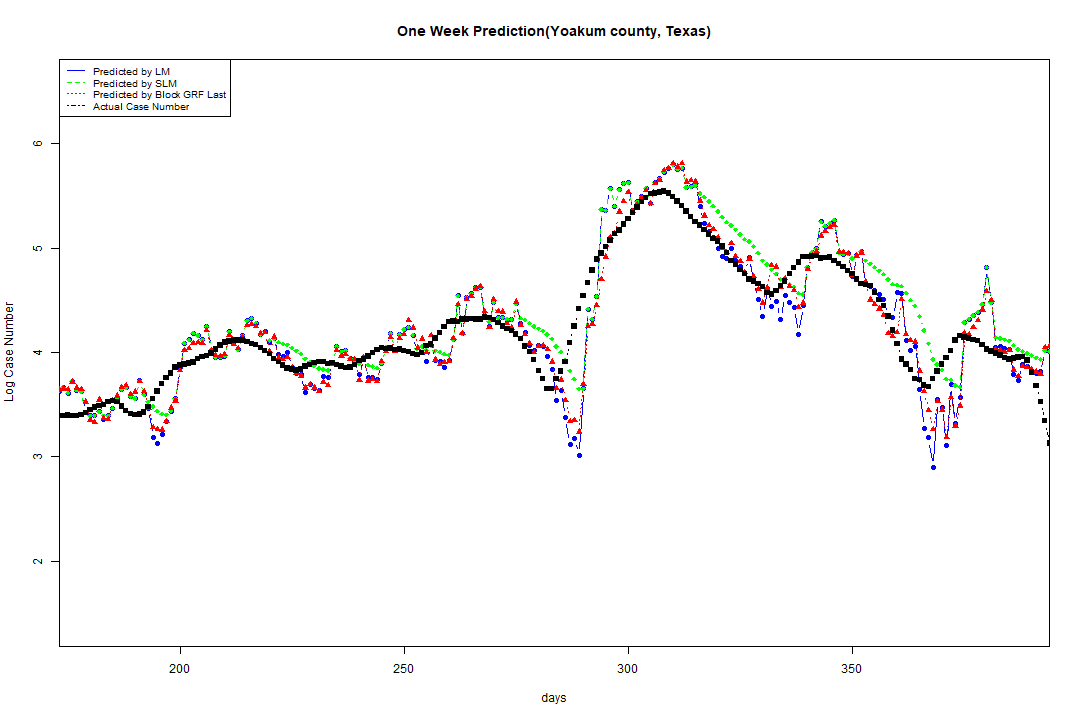 One Week Prediction(Yoakum county, Texas)
Predicted by LM
Predicted by SLM
Predicted by Block GRF Last
Actual Case Number
6
5
4
3
2
Log Case Number
200
250
300
350
days